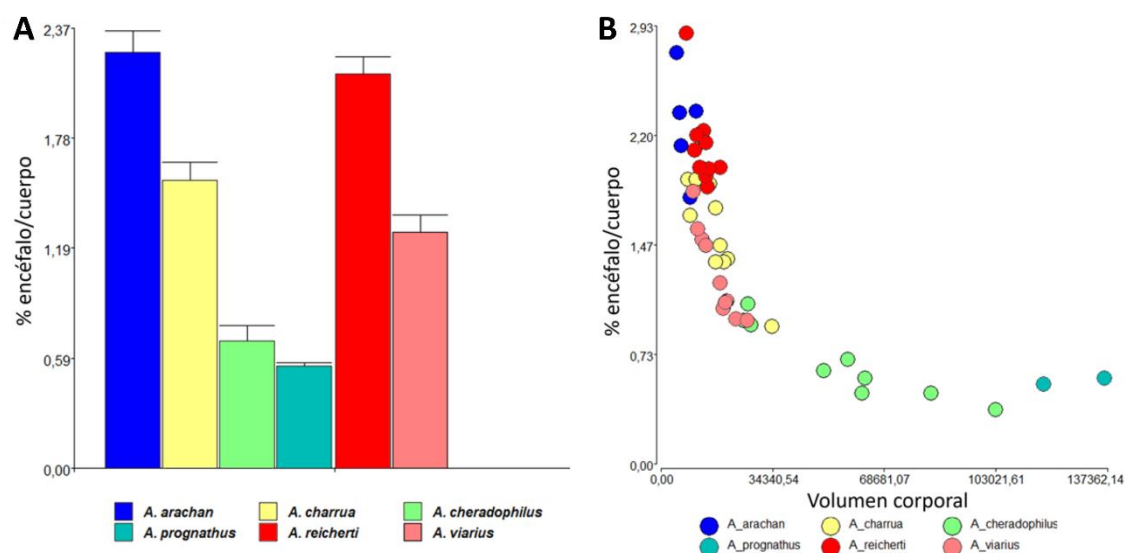 A
% encéfalo/cuerpo
2,37
1,78
1,19
0,59
0,00
A. arachan
A. charrua
A. cheradophilus
A. prognathus
A. reicherti
A. viarius
B
% encéfalo/cuerpo
2,93
2,20
1,47
0,73
0,00
0,00
34340,54
68681,07
103021,61
137362,14
Volumen corporal
A_arachan
A_charrua
A_cheradophilus
A_prognathus
A_reicherti
A_viarius